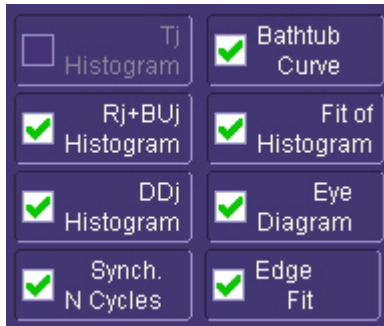 Tj
Histogram
Bathtub
Curve
Rj+BUj
Histogram
Fit of
Histogram
DDj
Histogram
Eye
Diagram
Synch.
N Cycles
Edge
Fit